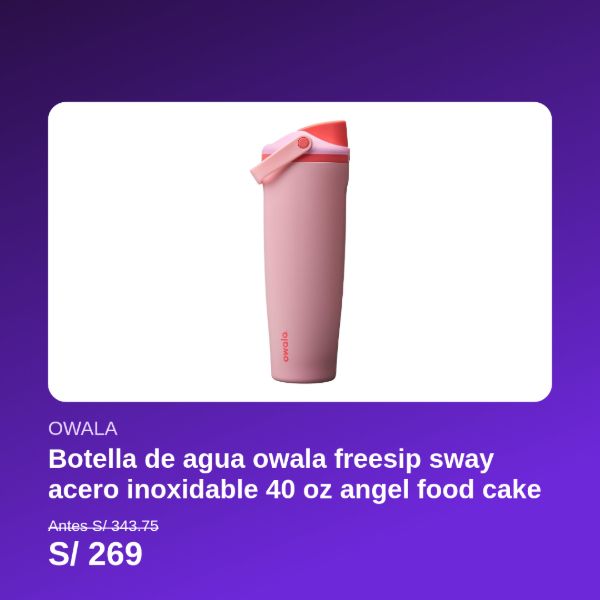 owala
OWALA
Botella de agua owala freesip sway
acero inoxidable 40 oz angel food cake
Antes S/ 343.75
S/ 269